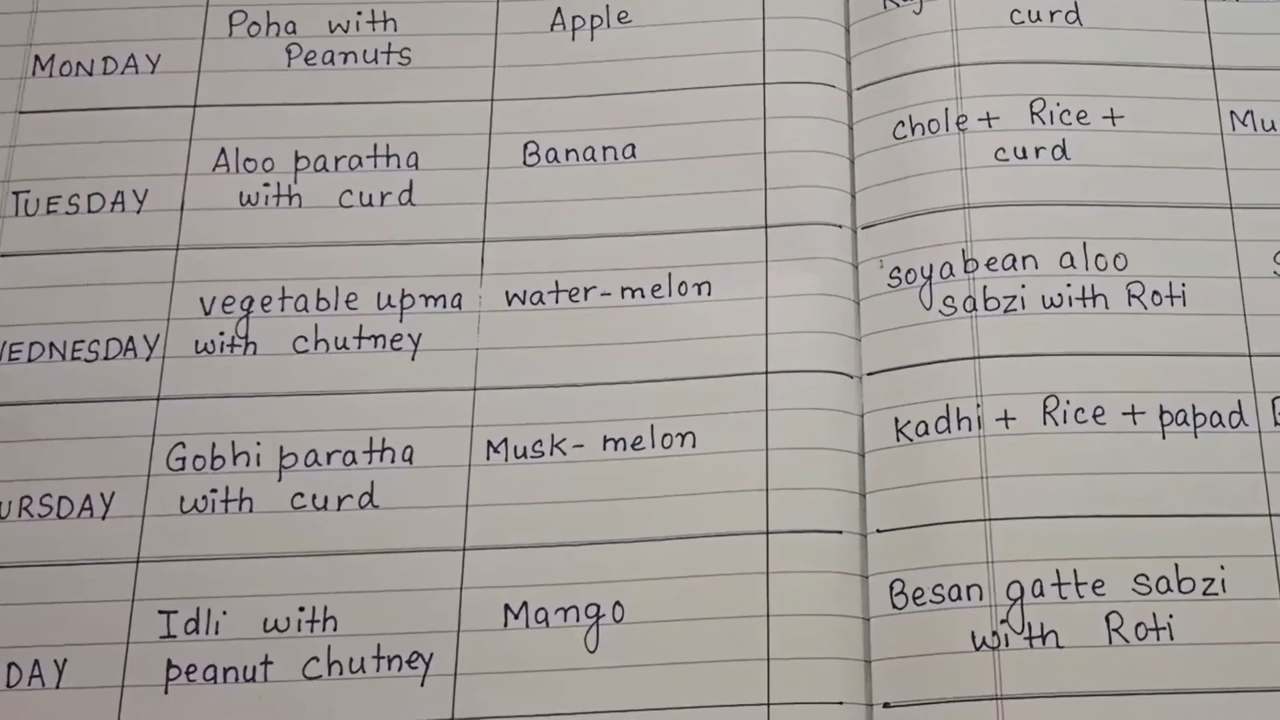 Poha with Apple curd
MONDAY Peanuts
chole + Rice + Mu
Aloo paratha Banana curd
TUESDAY with curd
soyabean aloo
vegetable upma water-melon sabzi with Roti
WEDNESDAY with chutney
Kadhi + Rice + papad
Gobhi paratha Musk-melon
URSDAY with curd
Besan gatte sabzi
Idli with Mango with Roti
DAY peanut chutney